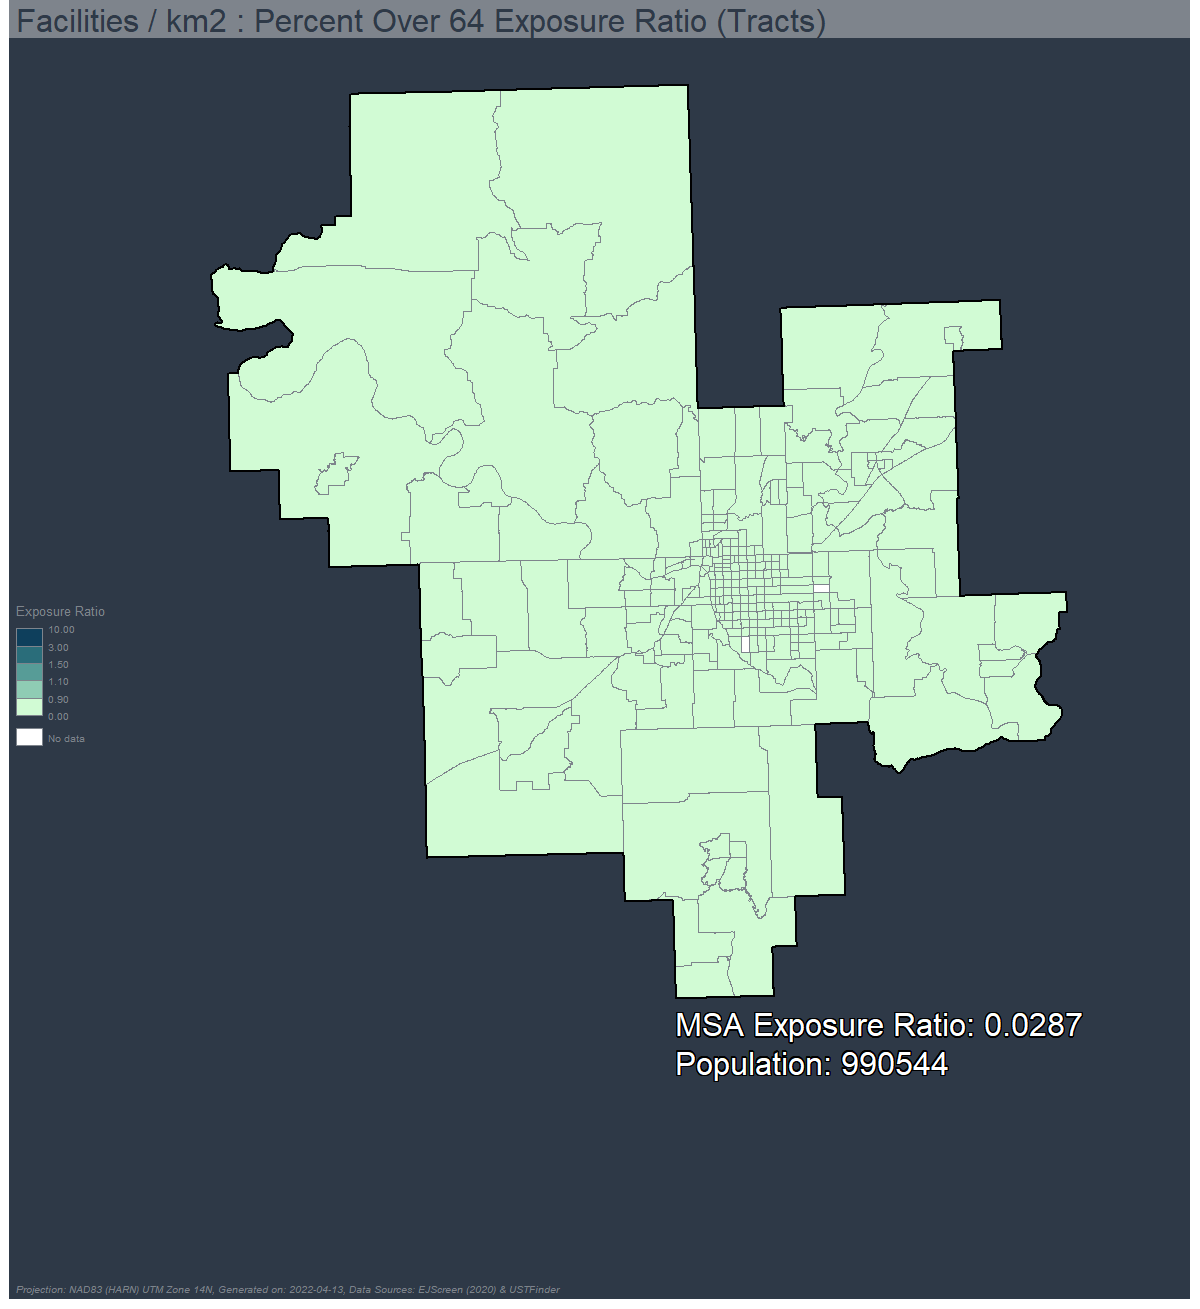 Facilities / km2 : Percent Over 64 Exposure Ratio (Tracts)
Exposure Ratio
10.00
3.00
1.50
1.10
0.90
0.00
No data
MSA Exposure Ratio: 0.0287
Population: 990544
Projection: NAD83 (HARN) UTM Zone 14N, Generated on: 2022-04-13, Data Sources: EJScreen (2020) & USTFinder